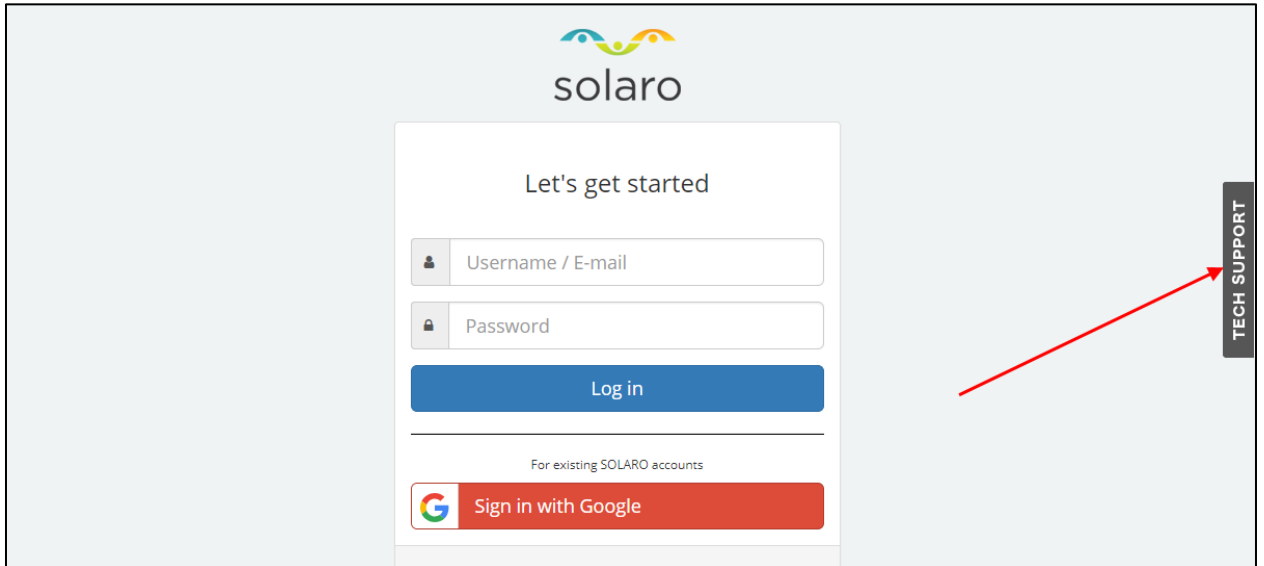 solaro
Let's get started
Username / E-mail
Password
Log in
For existing SOLARO accounts
Sign in with Google
TECH SUPPORT